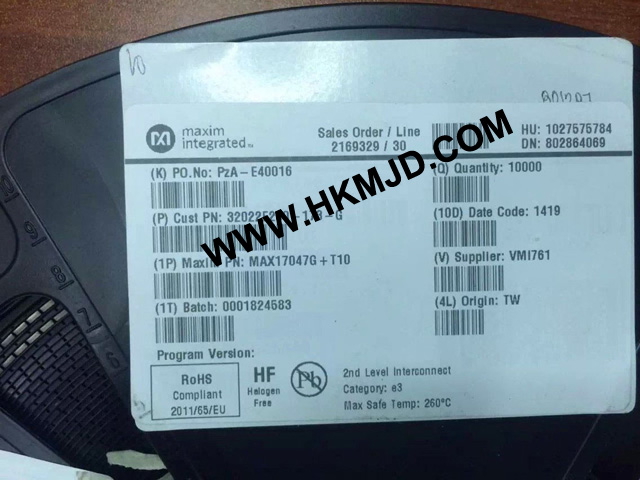 maxim
integrated™
Sales Order / Line
2169329 / 30
HU: 1027575784
DN: 802864069
(K) PO.No: PzA-E40016
(Q) Quantity: 10000
(P) Cust PN:
(10D) Date Code: 1419
(1P) Maxim PN: MAX17047G+T10
(V) Supplier: VMI761
(1T) Batch: 0001824583
(4L) Origin: TW
Program Version:
RoHS
Compliant
2011/65/EU
HF
Halogen
Free
Pb
2nd Level Interconnect
Category: e3
Max Safe Temp: 260°C
WWW.HKMJD.COM